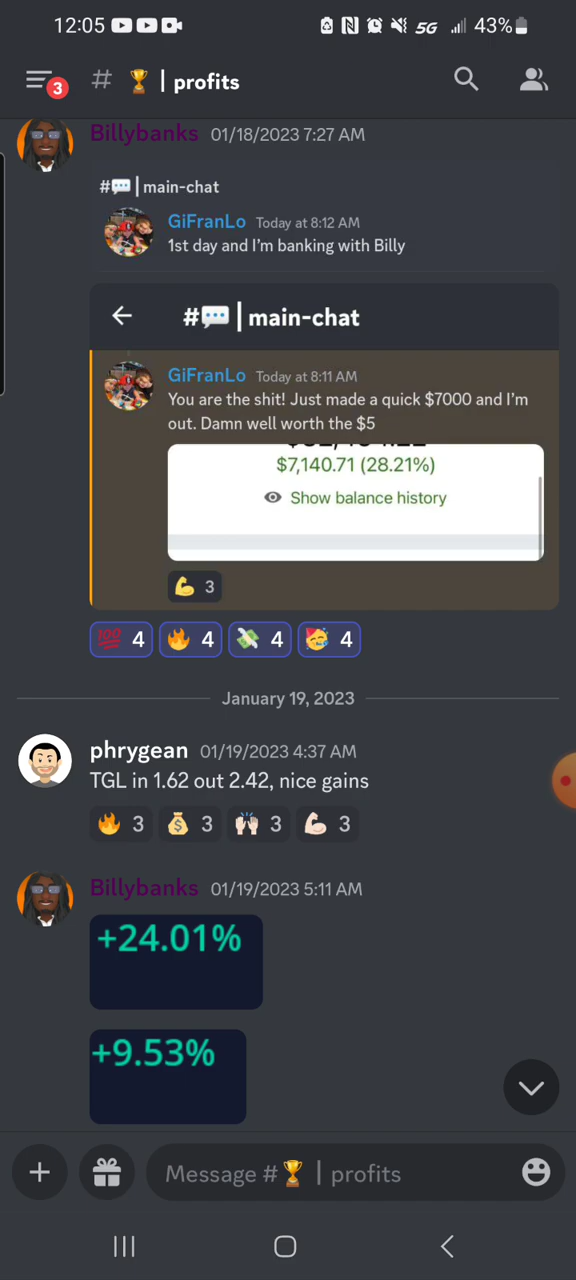 12:05 5G 43%
3 # | profits
Billybanks 01/18/2023 7:27 AM
# | main-chat
GiFranLo Today at 8:12 AM
1st day and I'm banking with Billy
# | main-chat
GiFranLo Today at 8:11 AM
You are the shit! Just made a quick $7000 and I'm
out. Damn well worth the $5
$7,140.71 (28.21%)
Show balance history
3
100 4 4 4 4
January 19, 2023
phrygean 01/19/2023 4:37 AM
TGL in 1.62 out 2.42, nice gains
3 3 3 3
Billybanks 01/19/2023 5:11 AM
+24.01%
+9.53%
Message # | profits